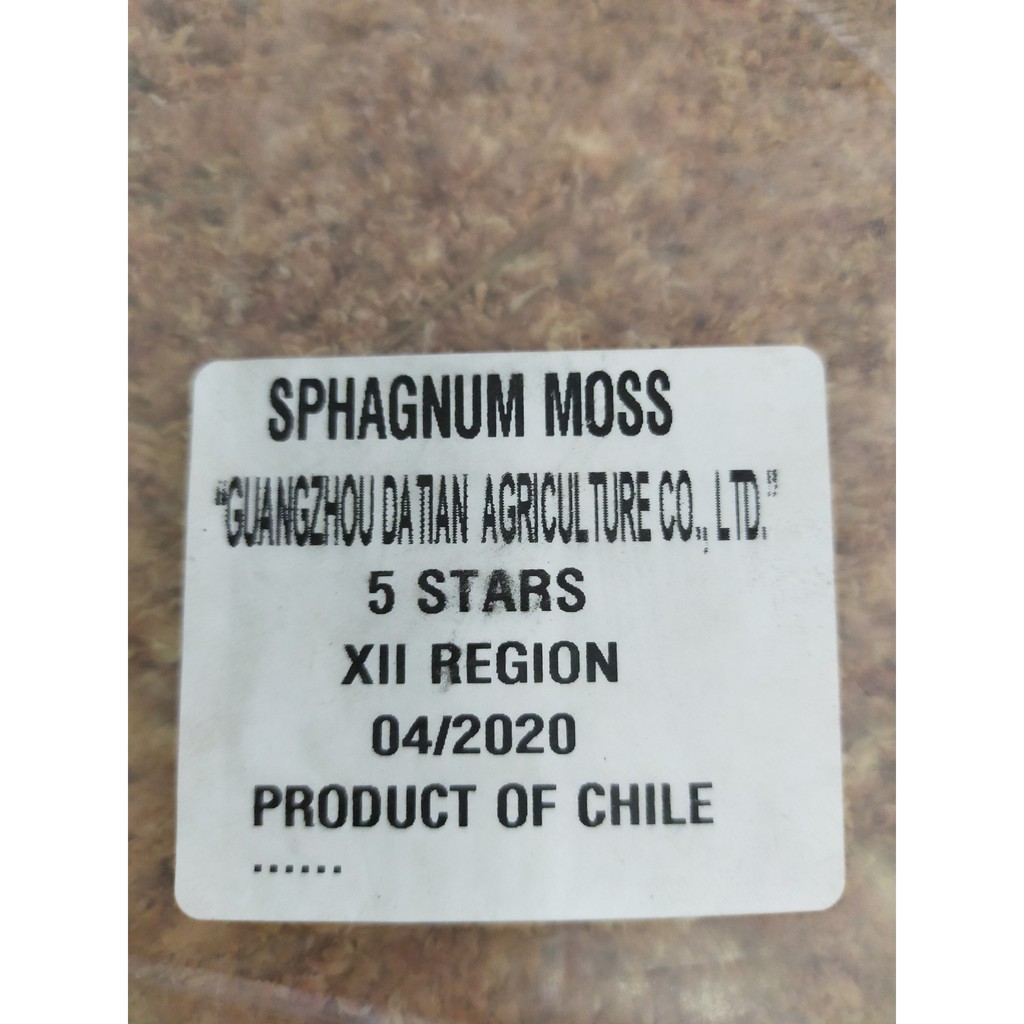 SPHAGNUM MOSS
"GUANGZHOU DATIAN AGRICULTURE CO., LTD."
5 STARS
XII REGION
04/2020
PRODUCT OF CHILE
......